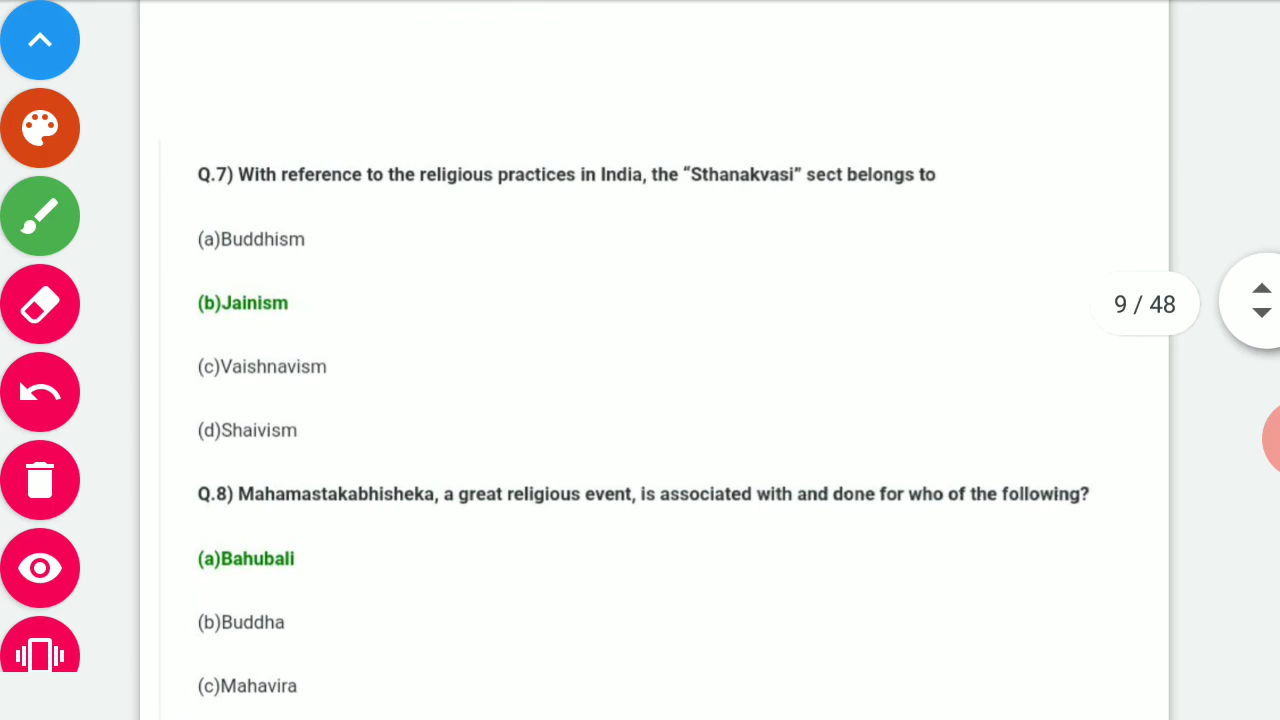 Q.7) With reference to the religious practices in India, the “Sthanakvasi” sect belongs to
(a)Buddhism
(b)Jainism
9 / 48
(c)Vaishnavism
(d)Shaivism
Q.8) Mahamastakabhisheka, a great religious event, is associated with and done for who of the following?
(a)Bahubali
(b)Buddha
(c)Mahavira